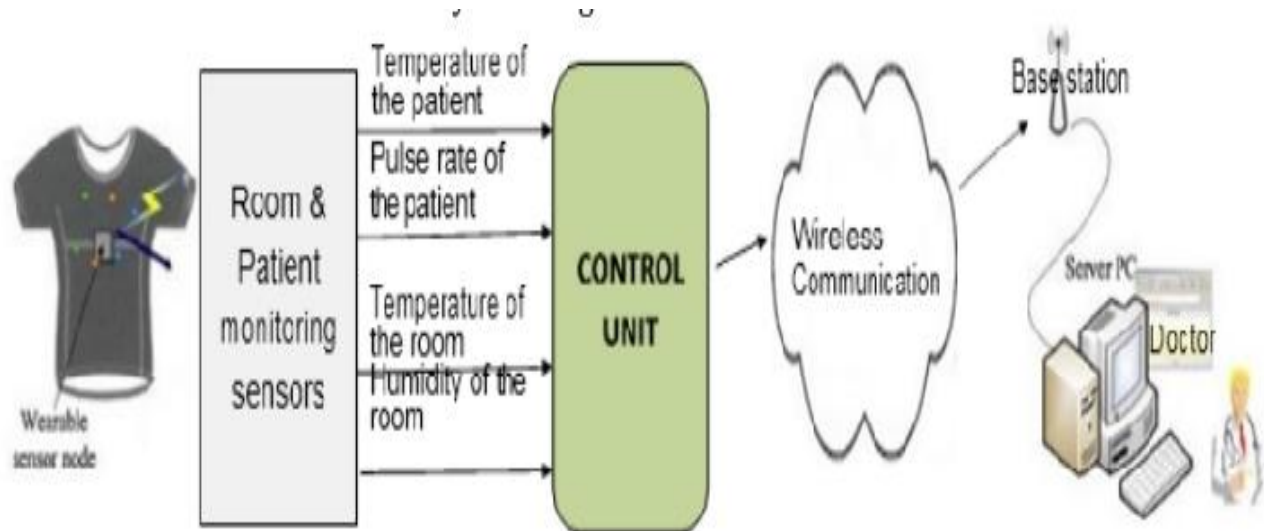 Wearable
sensor node
Room &
Patient
monitoring
sensors
Temperature of
the patient
Pulse rate of
the patient
Temperature of
the room
Humidity of the
room
CONTROL
UNIT
Wireless
Communication
Base station
Server PC
Doctor